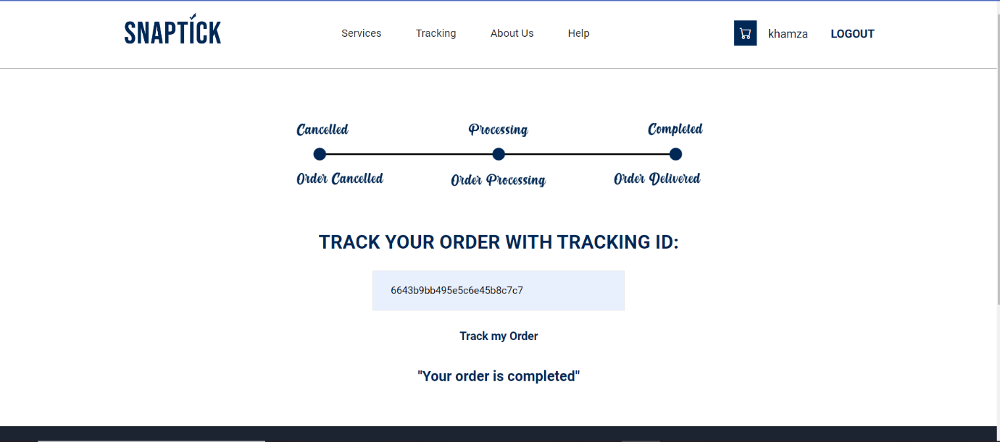 SNAPTICK
Services Tracking About Us Help
khamza LOGOUT
Cancelled Processing Completed
Order Cancelled Order Processing Order Delivered
TRACK YOUR ORDER WITH TRACKING ID:
6643b9bb495e5c6e45b8c7c7
Track my Order
"Your order is completed"